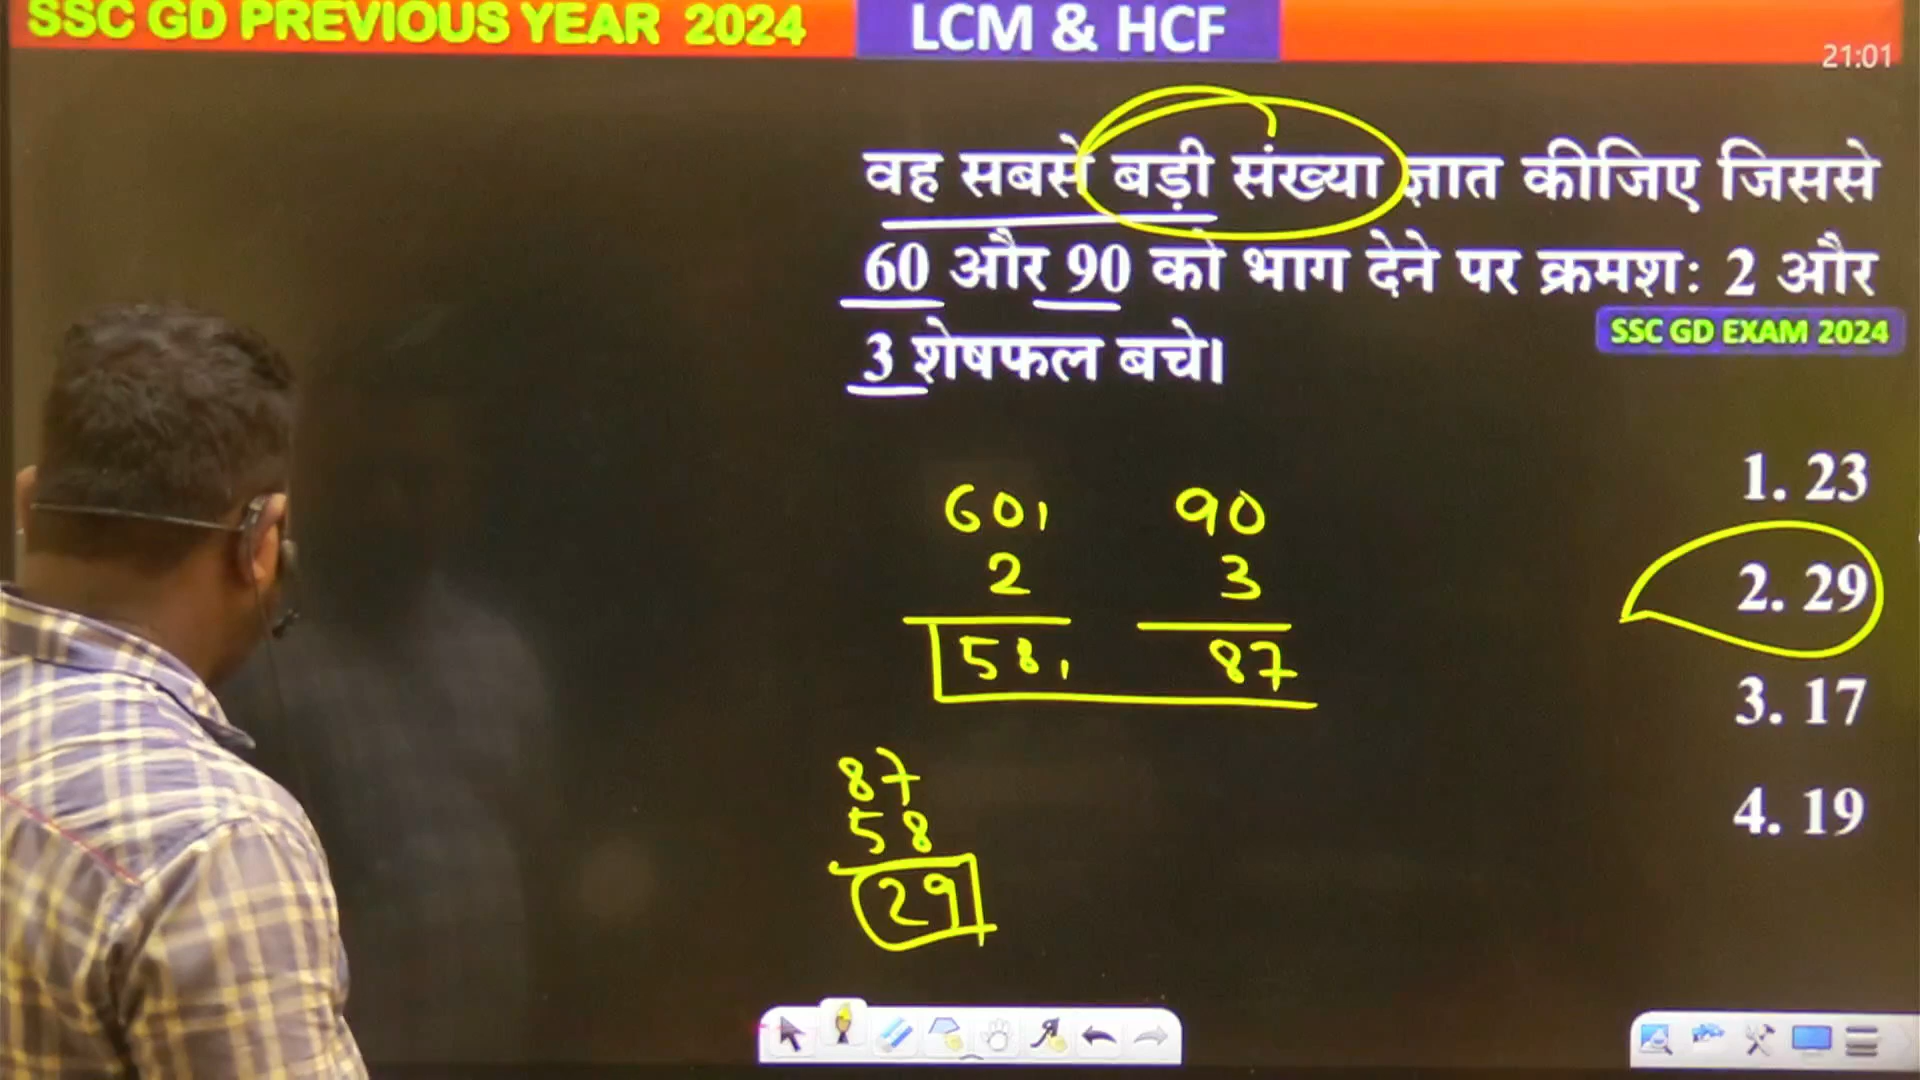 SSC GD PREVIOUS YEAR 2024
LCM & HCF
21:01
वह सबसे बड़ी संख्या ज्ञात कीजिए जिससे
60 और 90 को भाग देने पर क्रमशः 2 और
SSC GD EXAM 2024
3 शेषफल बचे।
60, 90
2 3
58, 87
87
58
29
1. 23
2. 29
3. 17
4. 19